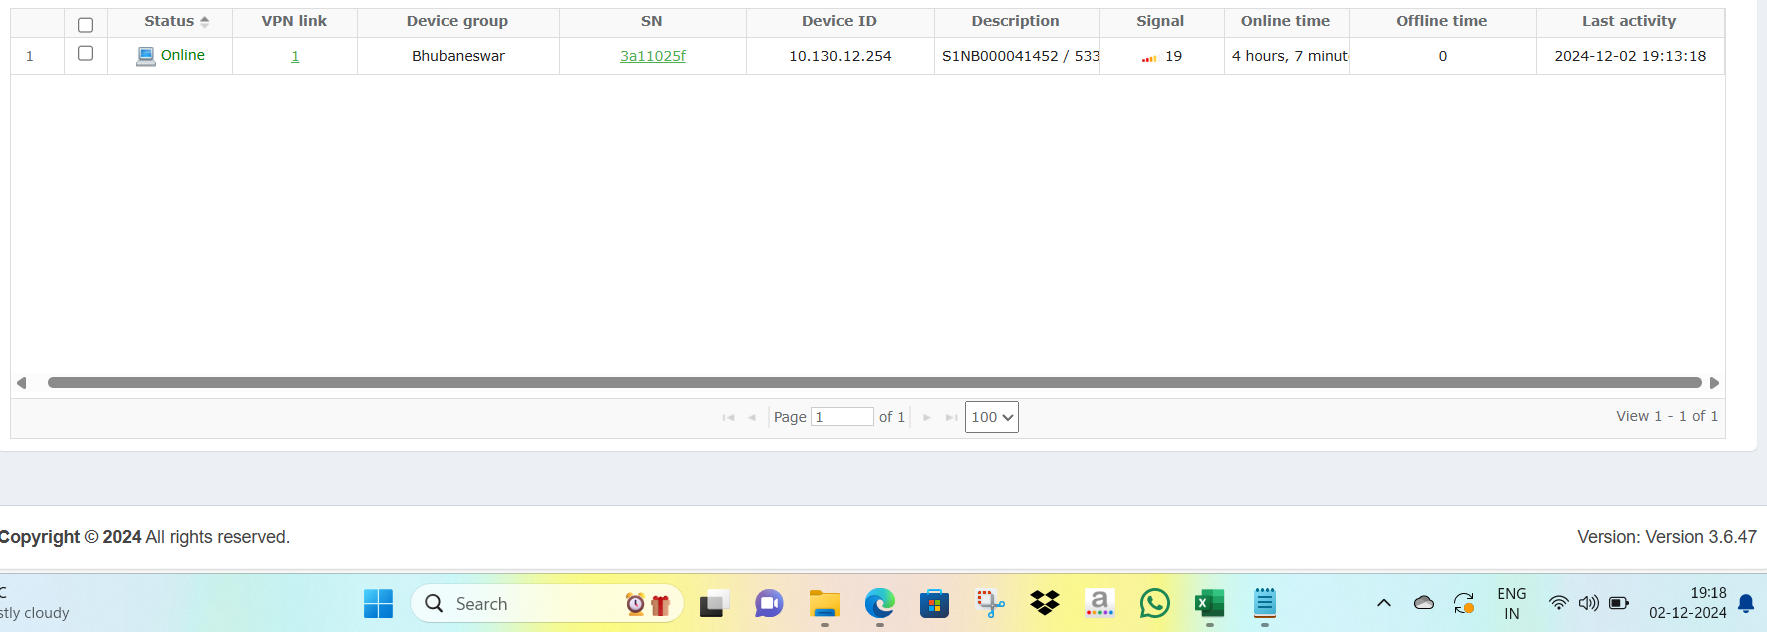 Status VPN link Device group SN Device ID Description Signal Online time Offline time Last activity
1 Online 1 Bhubaneswar 3a11025f 10.130.12.254 S1NB000041452 / 533 19 4 hours, 7 minut 0 2024-12-02 19:13:18
Page 1 of 1 100 View 1 - 1 of 1
Copyright © 2024 All rights reserved. Version: Version 3.6.47
C
stly cloudy
Search
a
X
ENG
IN
19:18
02-12-2024